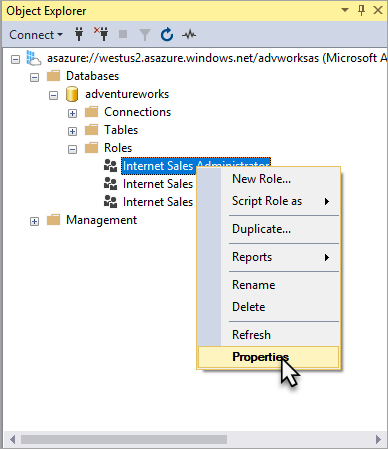 Object Explorer
Connect
asazure://westus2.asazure.windows.net/advworksas (Microsoft A
Databases
adventureworks
Connections
Tables
Roles
Internet Sales Administrator
Internet Sales
Internet Sales
Management
New Role...
Script Role as
Duplicate...
Reports
Rename
Delete
Refresh
Properties